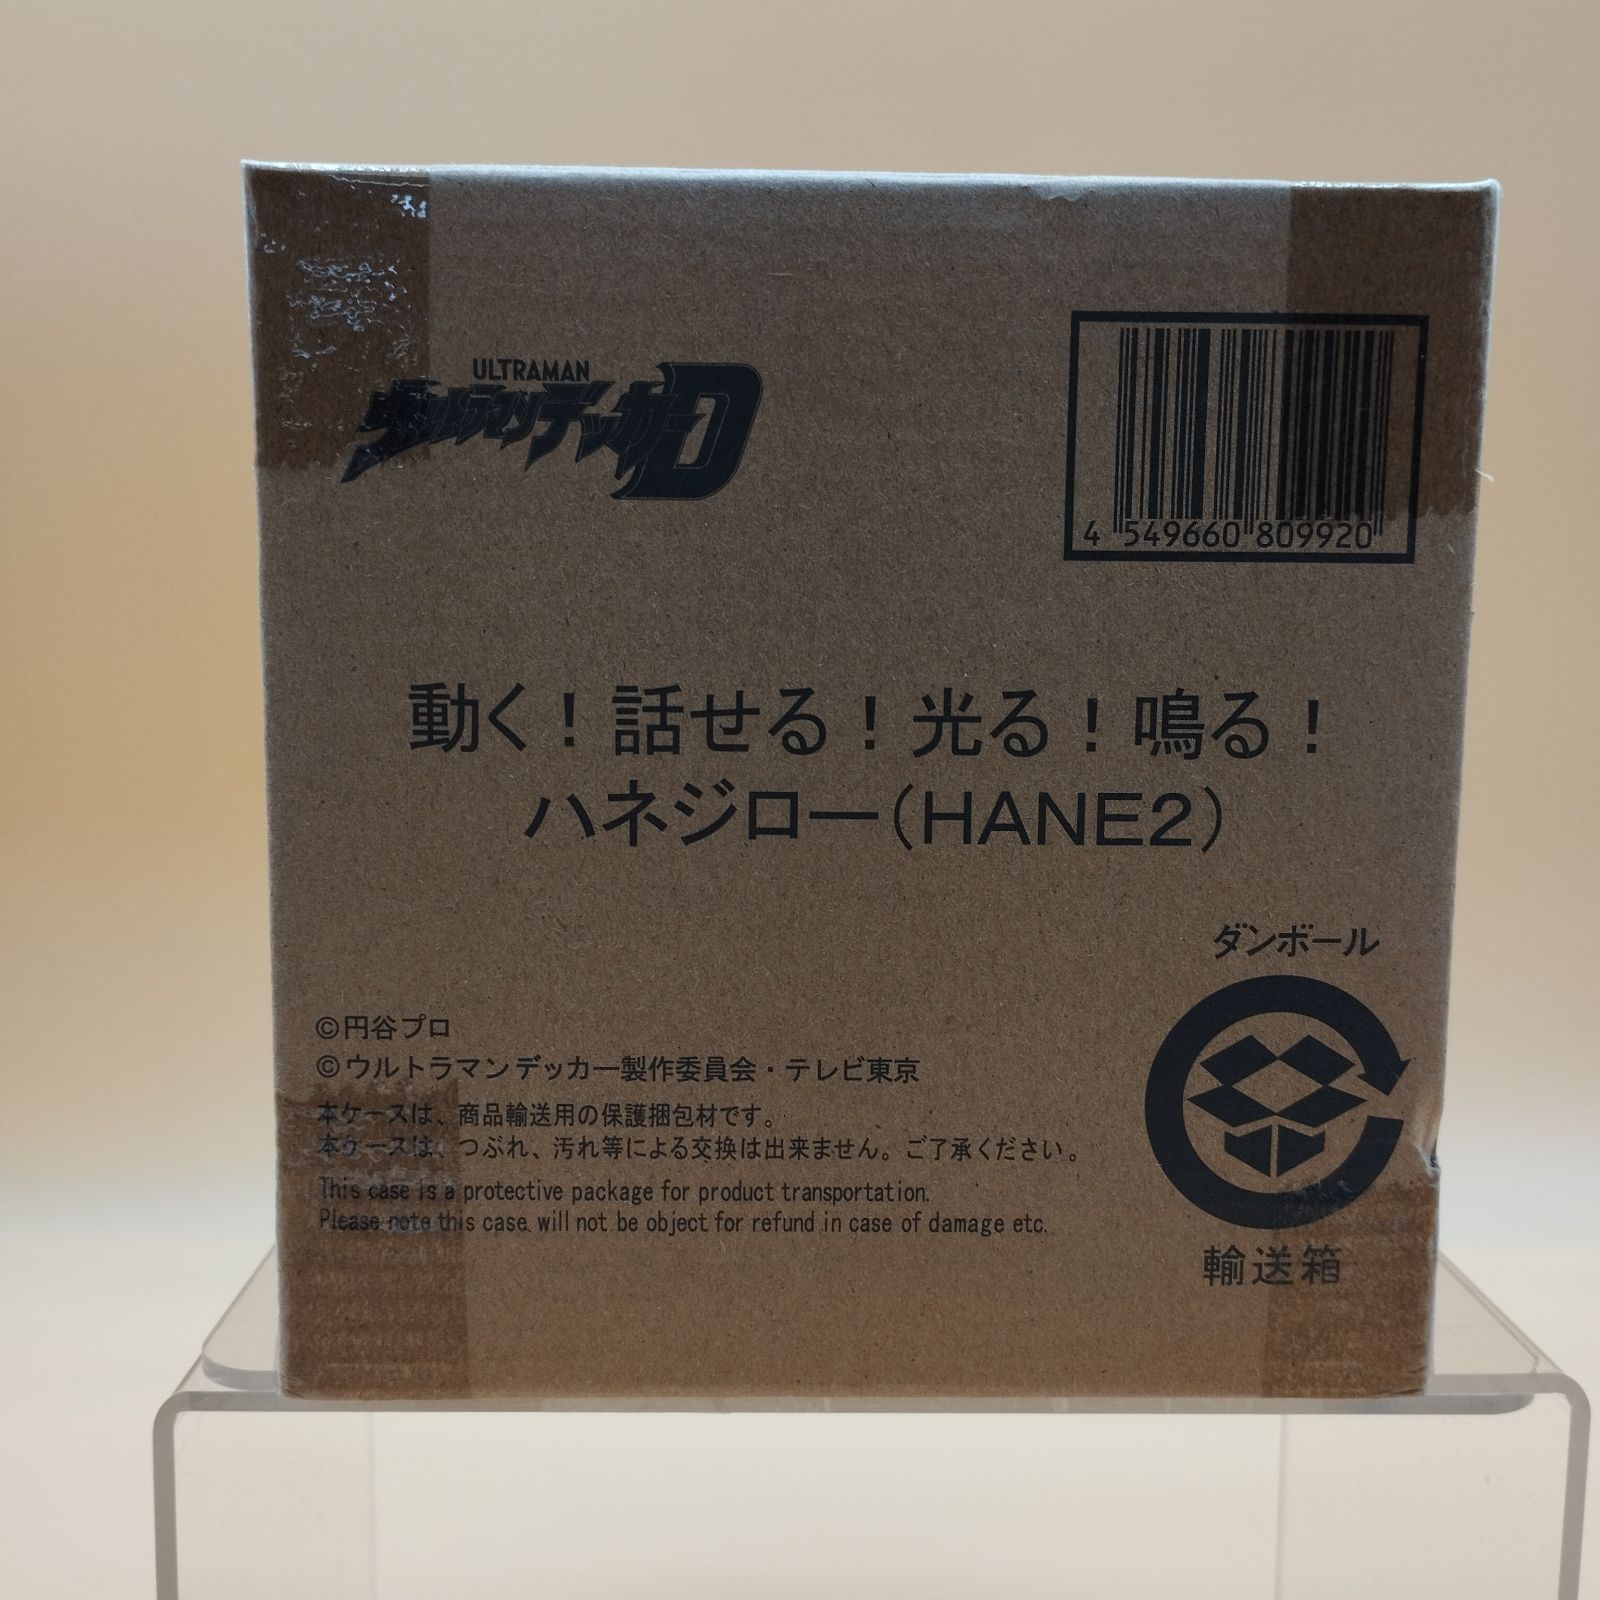 ULTRAMAN
ウルトラマンデッカーD
4 549660 809920
動く！話せる！光る！鳴る！
ハネジロー（HANE2）
ダンボール
©円谷プロ
©ウルトラマンデッカー製作委員会・テレビ東京
本ケースは、商品輸送用の保護梱包材です。
本ケースは、つぶれ、汚れ等による交換は出来ません。ご了承ください。
This case is a protective package for product transportation.
Please note this case will not be object for refund in case of damage etc.
輸送箱